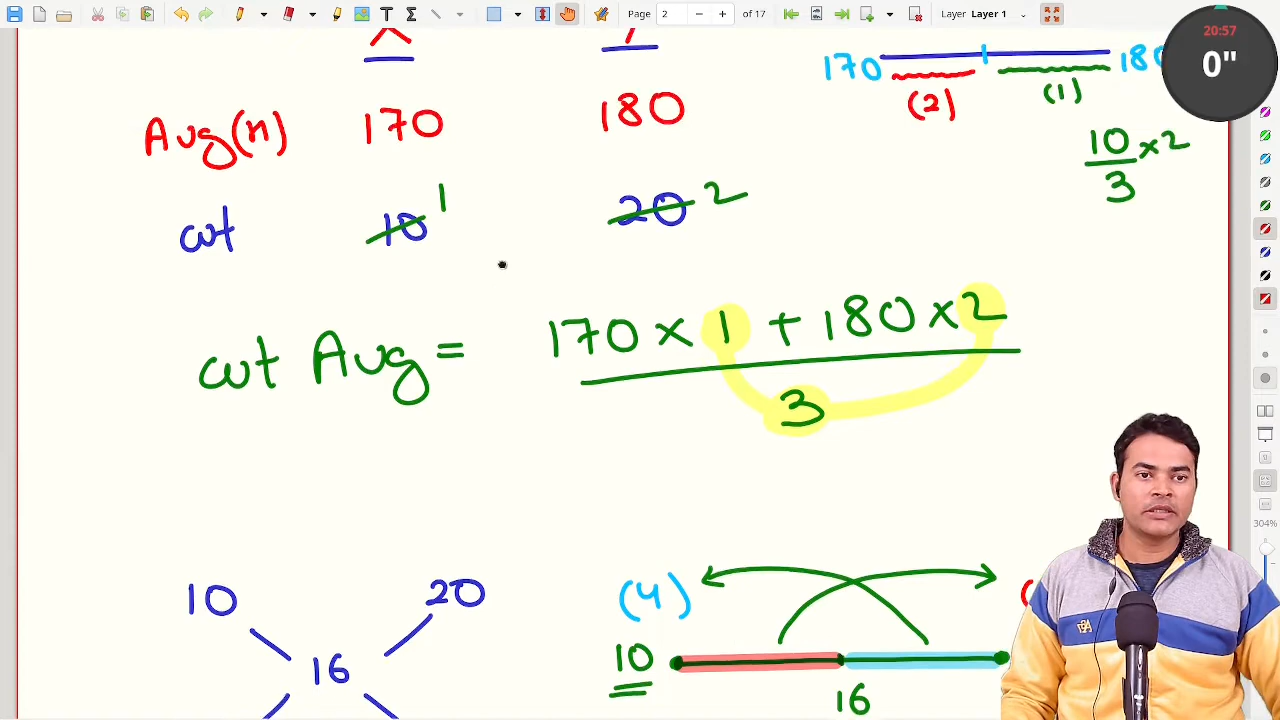 Page 2 of 17 Layer Layer 1
20:57
0"
170 180
(2) (1)
Avg(n) 170 180
10/3 × 2
wt 10 1 20 2
wt Avg = 170 × 1 + 180 × 2
3
10 20
(4)
16
10
16
304%